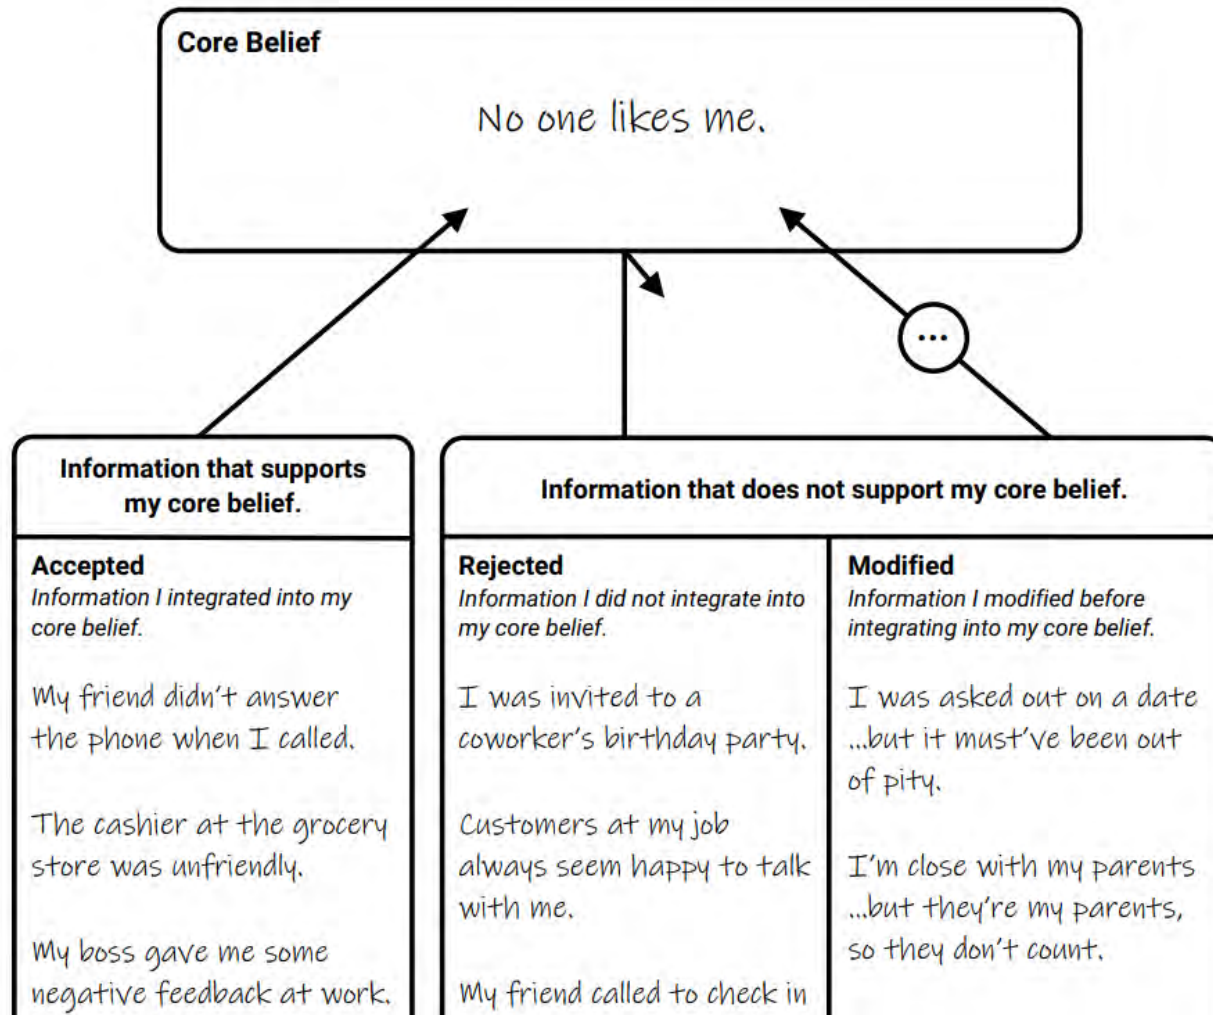 Core Belief
No one likes me.
...
Information that supports
my core belief.
Accepted
Information I integrated into my
core belief.
My friend didn't answer
the phone when I called.
The cashier at the grocery
store was unfriendly.
My boss gave me some
negative feedback at work.
Information that does not support my core belief.
Rejected
Information I did not integrate into
my core belief.
I was invited to a
coworker's birthday party.
Customers at my job
always seem happy to talk
with me.
My friend called to check in
Modified
Information I modified before
integrating into my core belief.
I was asked out on a date
...but it must've been out
of pity.
I'm close with my parents
...but they're my parents,
so they don't count.